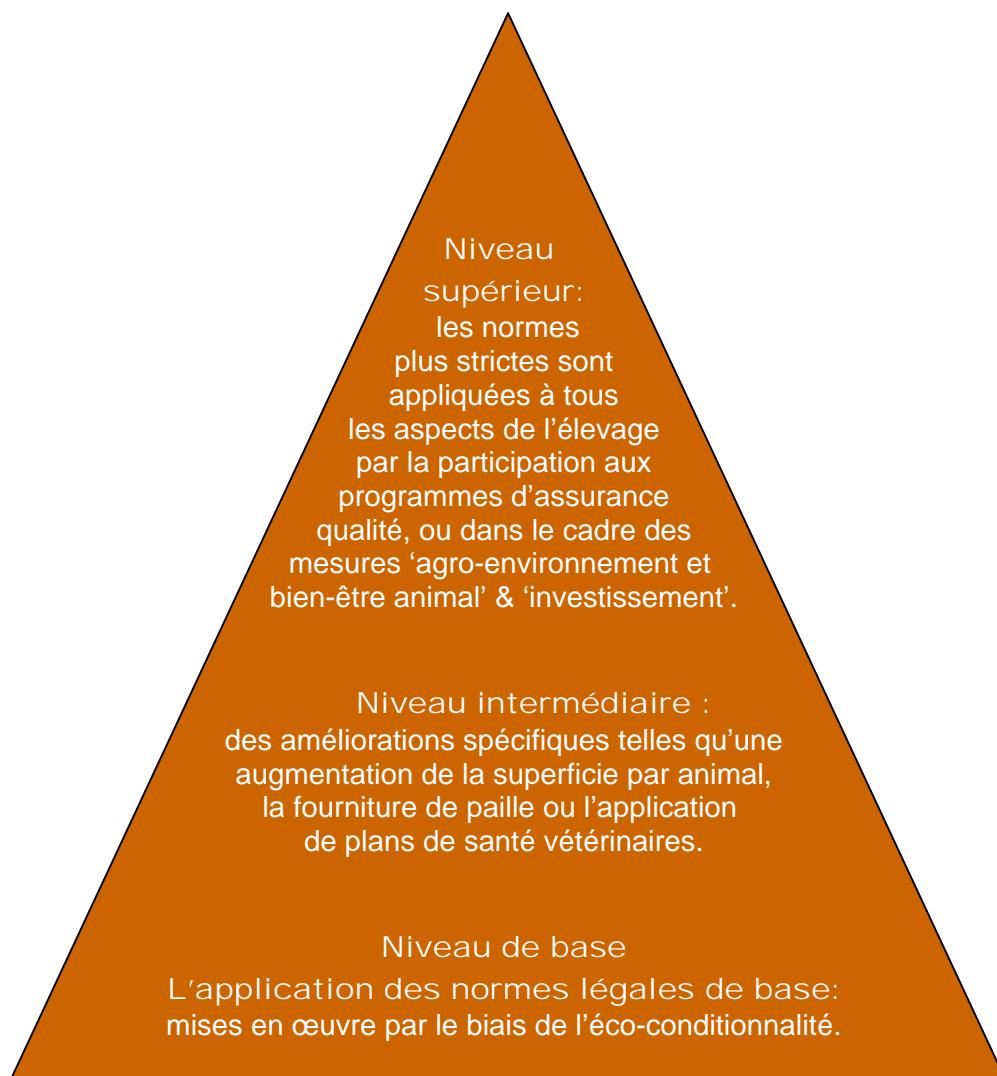 Niveau
supérieur:
les normes
plus strictes sont
appliquées à tous
les aspects de l’élevage
par la participation aux
programmes d’assurance
qualité, ou dans le cadre des
mesures ‘agro-environnement et
bien-être animal’ & ‘investissement’.
Niveau intermédiaire :
des améliorations spécifiques telles qu’une
augmentation de la superficie par animal,
la fourniture de paille ou l’application
de plans de santé vétérinaires.
Niveau de base
L’application des normes légales de base:
mises en œuvre par le biais de l’éco-conditionnalité.